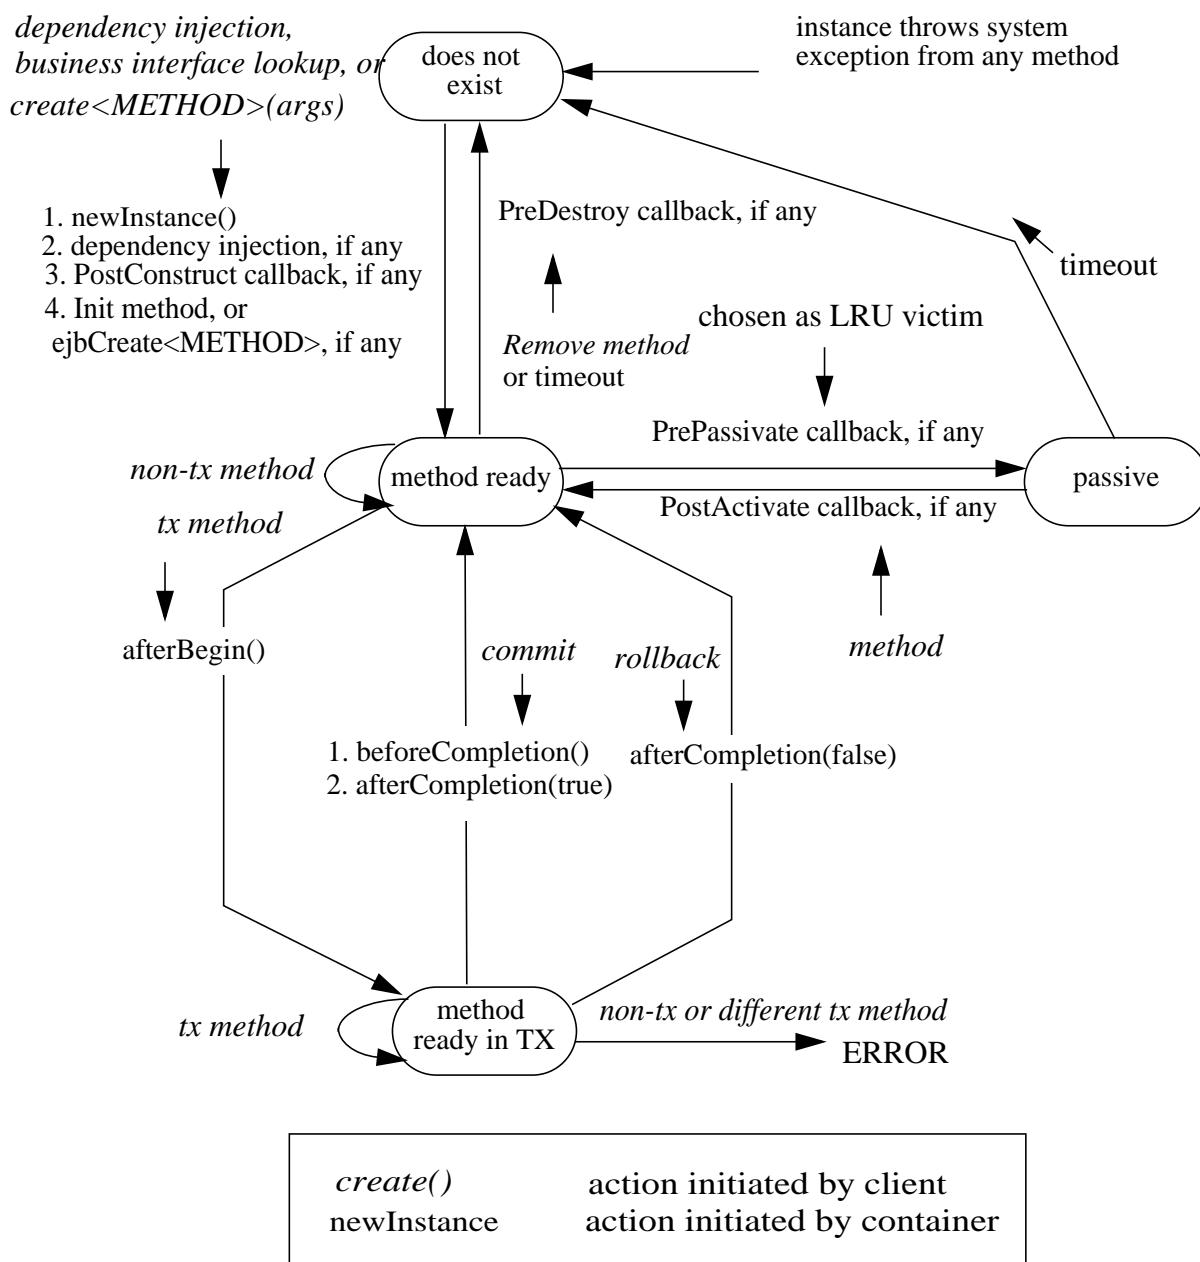 dependency injection,
business interface lookup, or
create<METHOD>(args)
does not
exist
instance throws system
exception from any method
1. newInstance()
2. dependency injection, if any
3. PostConstruct callback, if any
4. Init method, or
ejbCreate<METHOD>, if any
PreDestroy callback, if any
Remove method
or timeout
timeout
chosen as LRU victim
PrePassivate callback, if any
non-tx method
method ready
passive
PostActivate callback, if any
tx method
afterBegin()
commit
rollback
method
1. beforeCompletion()
2. afterCompletion(true)
afterCompletion(false)
tx method
method
ready in TX
non-tx or different tx method
ERROR
create() action initiated by client
newInstance action initiated by container